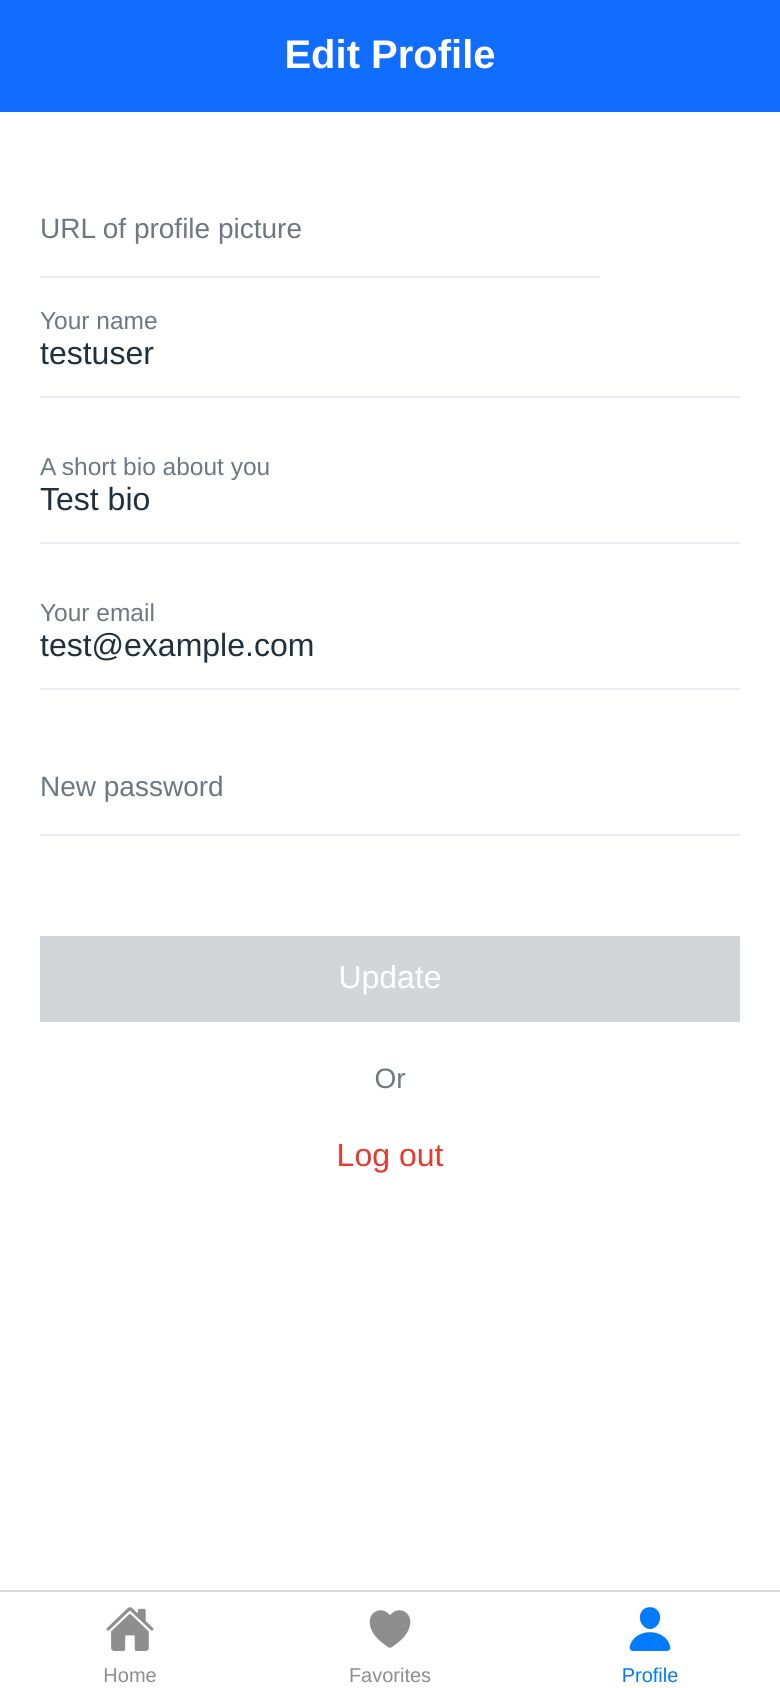 Edit Profile
URL of profile picture
Your name
testuser
A short bio about you
Test bio
Your email
test@example.com
New password
Update
Or
Log out
Home
Favorites
Profile